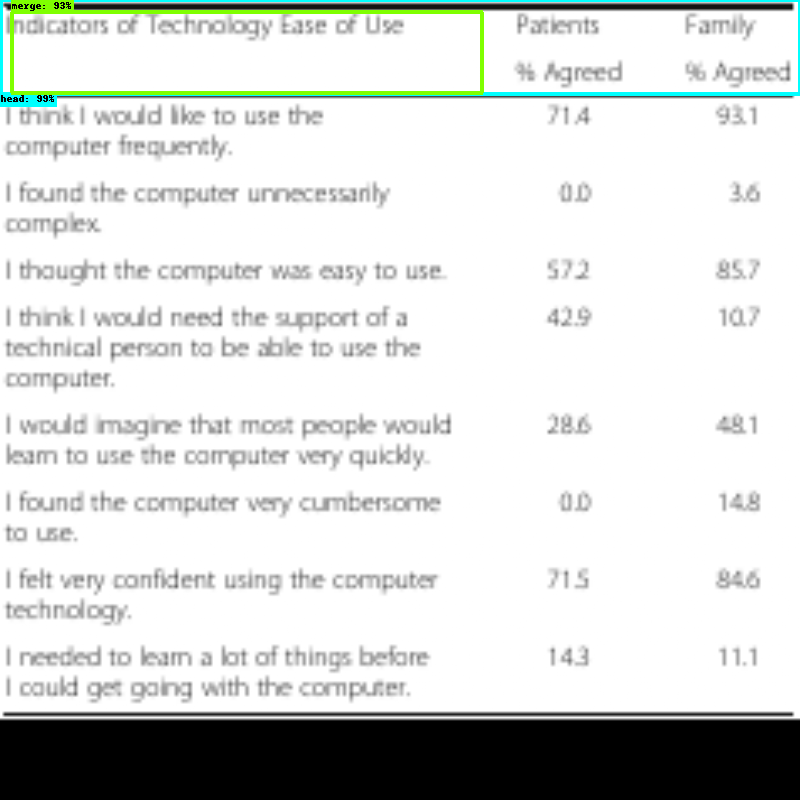 merge: 93%
Indicators of Technology Ease of Use Patients Family
% Agreed % Agreed
head: 99%
I think I would like to use the 71.4 93.1
computer frequently.
I found the computer unnecessarily 0.0 3.6
complex.
I thought the computer was easy to use. 57.2 85.7
I think I would need the support of a 42.9 10.7
technical person to be able to use the
computer.
I would imagine that most people would 28.6 48.1
learn to use the computer very quickly.
I found the computer very cumbersome 0.0 14.8
to use.
I felt very confident using the computer 71.5 84.6
technology.
I needed to learn a lot of things before 14.3 11.1
I could get going with the computer.